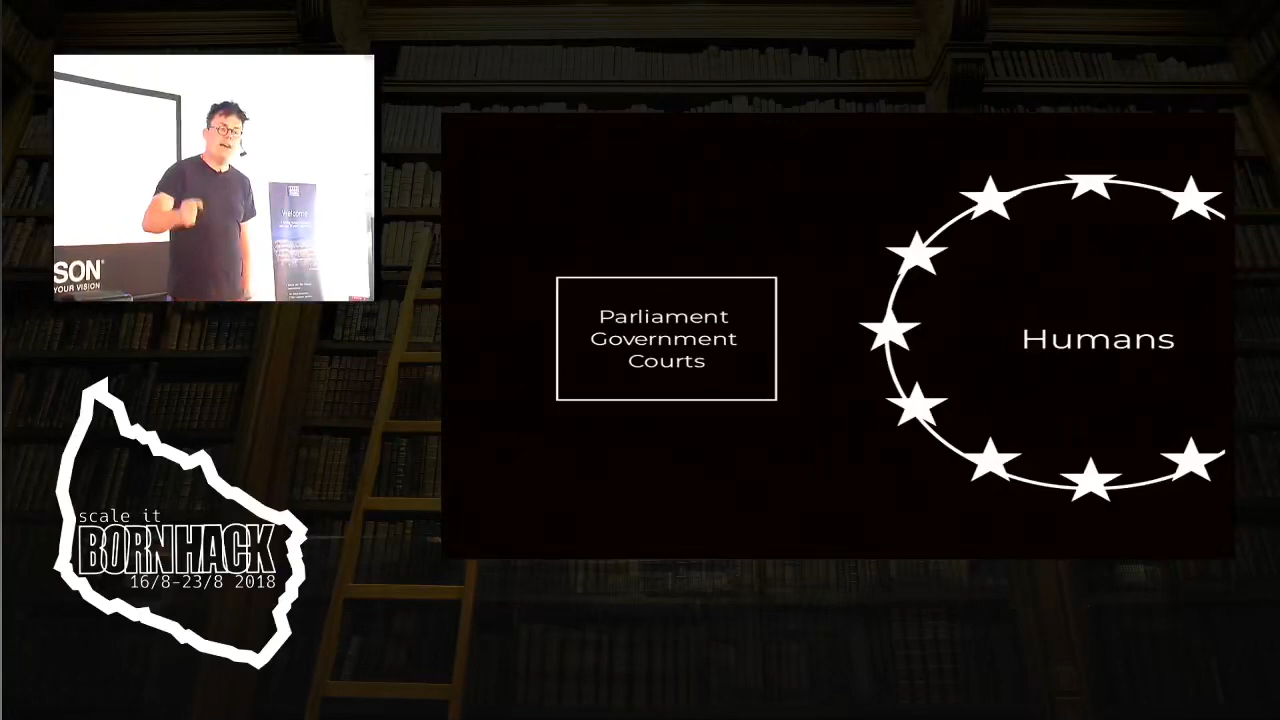 Welcome
SON
YOUR VISION
Parliament
Government
Courts
Humans
scale it
BORNHACK
16/8-23/8 2018